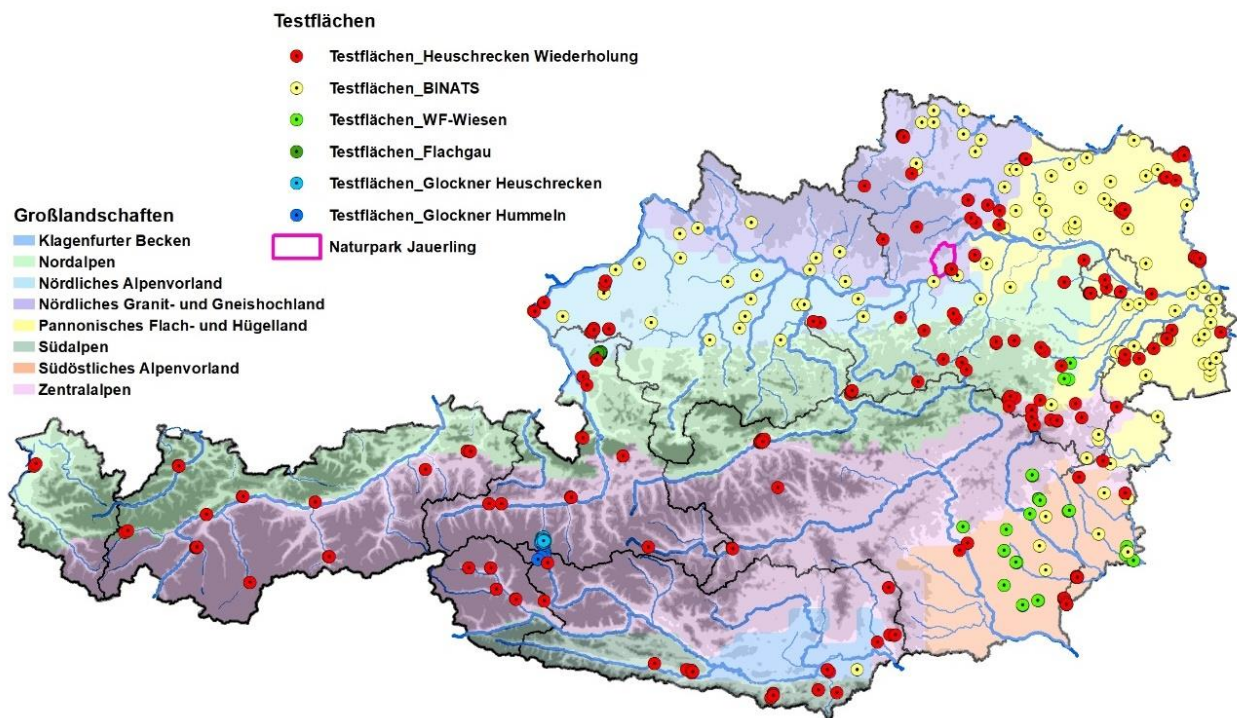 Testflächen
Testflächen_Heuschrecken Wiederholung
Testflächen_BINATS
Testflächen_WF-Wiesen
Testflächen_Flachgau
Testflächen_Glockner Heuschrecken
Testflächen_Glockner Hummeln
Naturpark Jauerling
Großlandschaften
Klagenfurter Becken
Nordalpen
Nördliches Alpenvorland
Nördliches Granit- und Gneishochland
Pannonisches Flach- und Hügelland
Südalpen
Südöstliches Alpenvorland
Zentralalpen